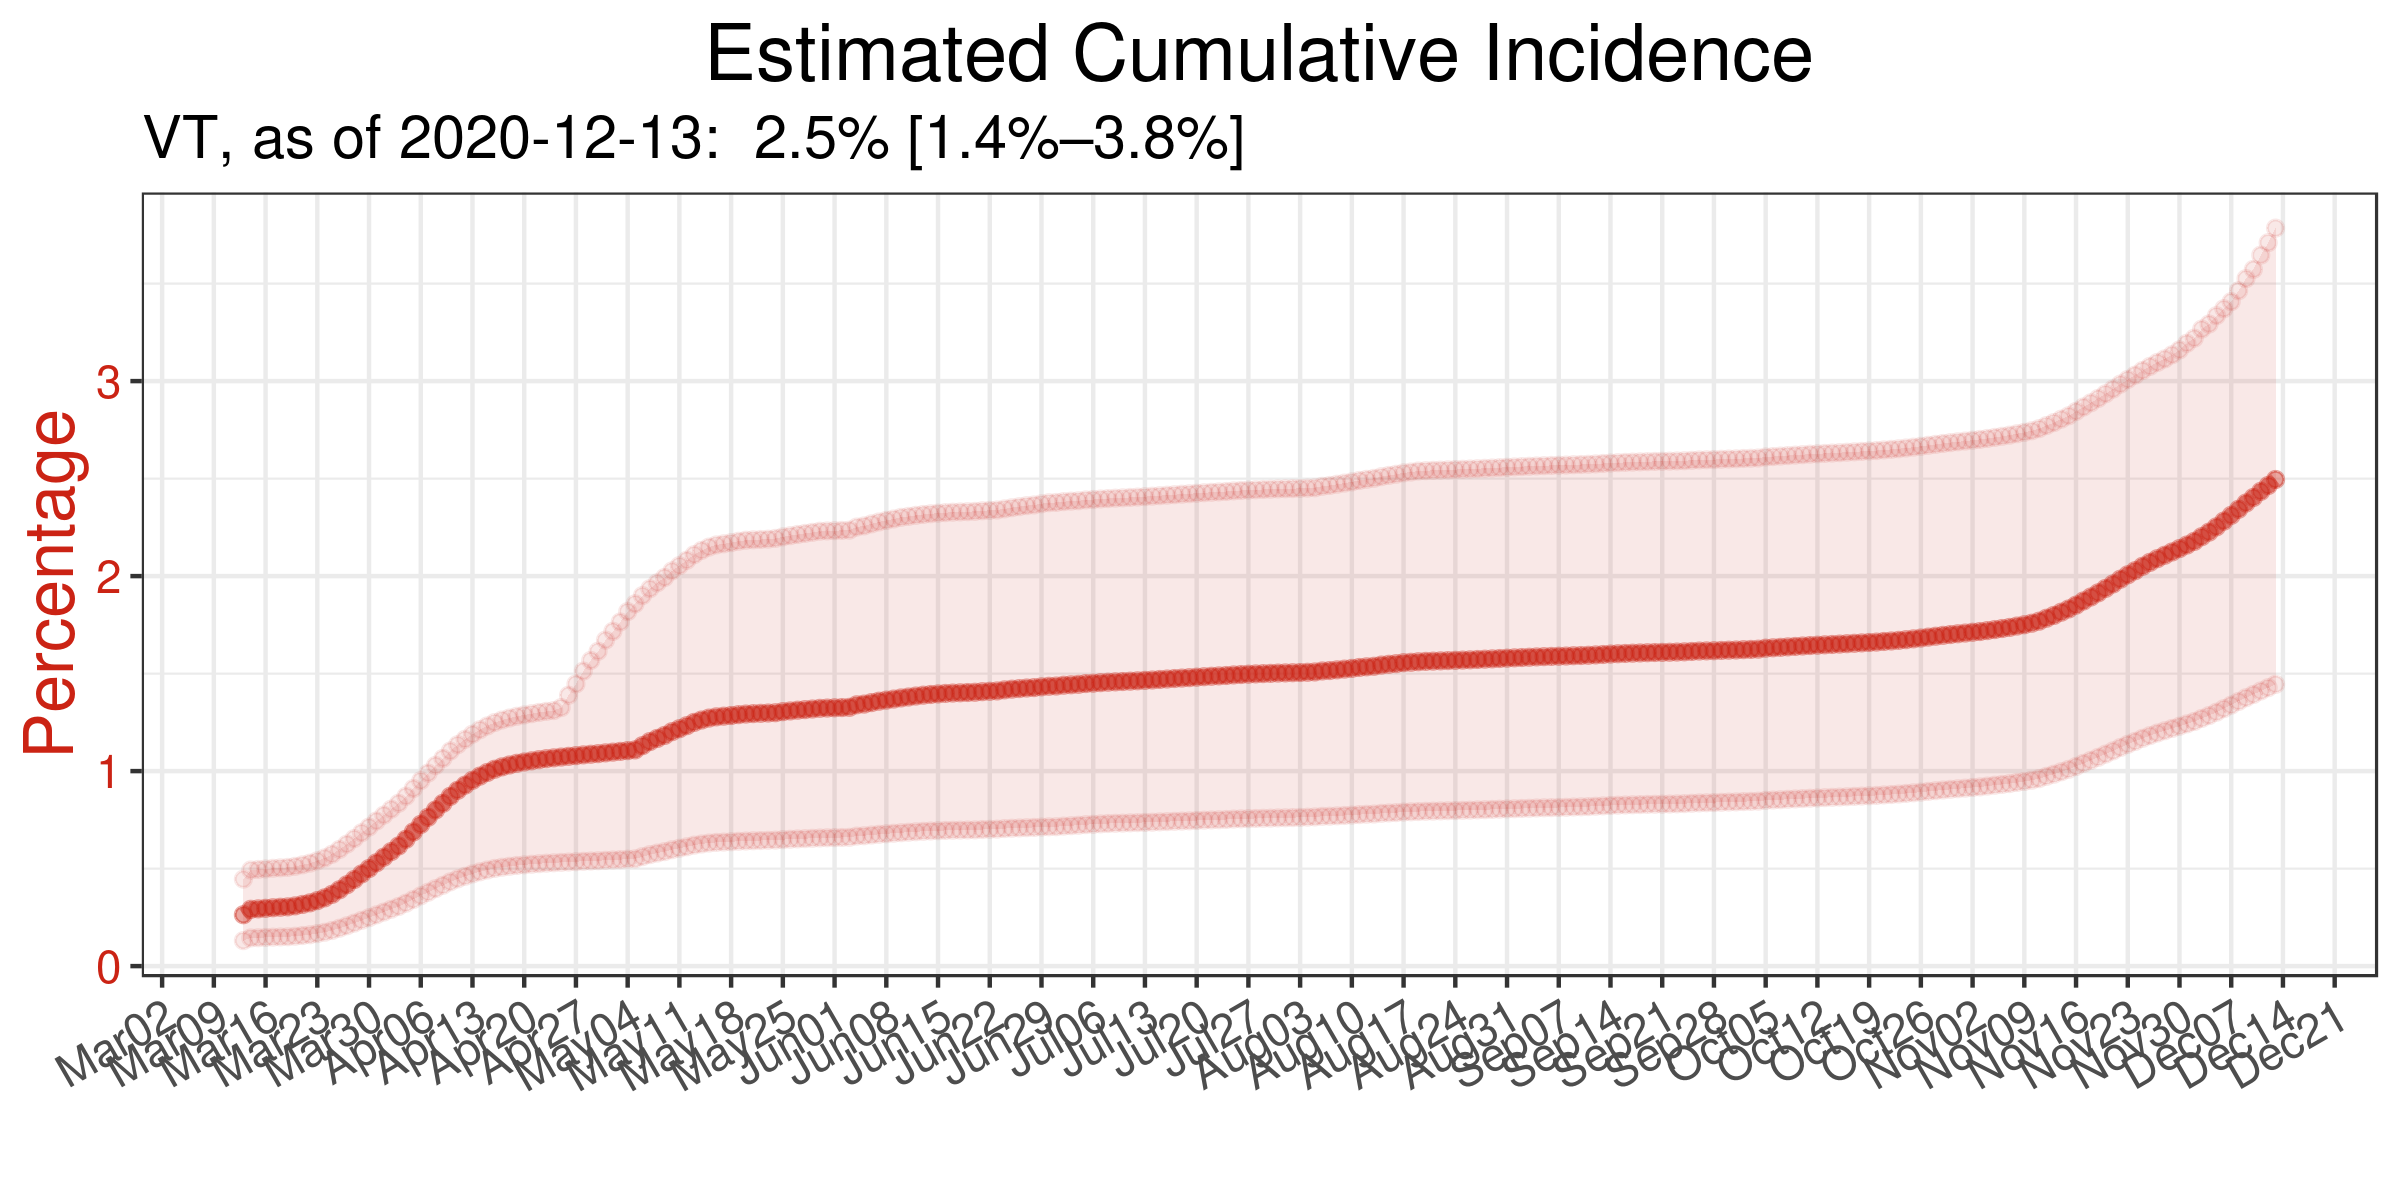 Estimated Cumulative Incidence
VT, as of 2020-12-13:  2.5% [1.4%–3.8%]
Percentage
3
2
1
0
Mar02
Mar09
Mar16
Mar23
Mar30
Apr06
Apr13
Apr20
Apr27
May04
May11
May18
May25
Jun01
Jun08
Jun15
Jun22
Jun29
Jul06
Jul13
Jul20
Jul27
Aug03
Aug10
Aug17
Aug24
Aug31
Sep07
Sep14
Sep21
Sep28
Oct05
Oct12
Oct19
Oct26
Nov02
Nov09
Nov16
Nov23
Nov30
Dec07
Dec14
Dec21